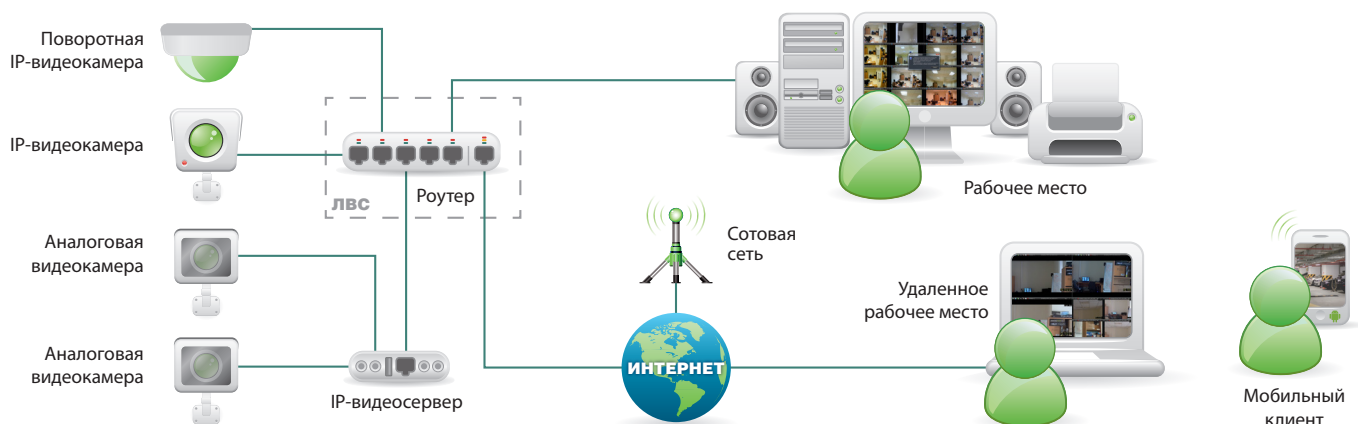 Поворотная
IP-видеокамера
IP-видеокамера
Роутер
ЛВС
Рабочее место
Аналоговая
видеокамера
Сотовая
сеть
Удаленное
рабочее место
Аналоговая
видеокамера
ИНТЕРНЕТ
IP-видеосервер
Мобильный
клиент